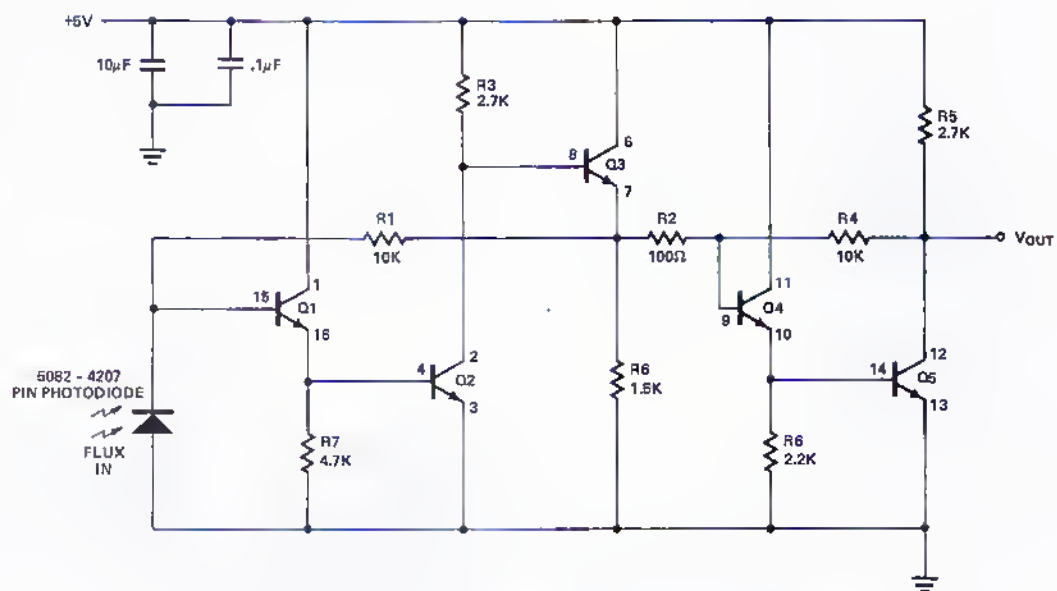 +5V
10μF
.1μF
R3
2.7K
6
8
Q3
7
R5
2.7K
R1
10K
R2
100Ω
R4
10K
VOUT
1
15
Q1
16
11
Q4
9
10
2
4
Q2
3
12
14
Q5
13
5082 - 4207
PIN PHOTODIODE
FLUX
IN
R7
4.7K
R6
1.5K
R6
2.2K